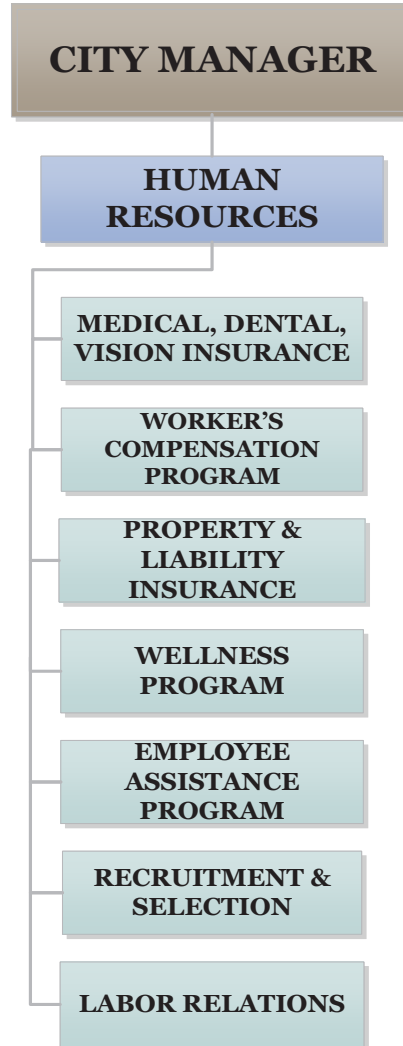 CITY MANAGER
HUMAN
RESOURCES
MEDICAL, DENTAL,
VISION INSURANCE
WORKER’S
COMPENSATION
PROGRAM
PROPERTY &
LIABILITY
INSURANCE
WELLNESS
PROGRAM
EMPLOYEE
ASSISTANCE
PROGRAM
RECRUITMENT &
SELECTION
LABOR RELATIONS